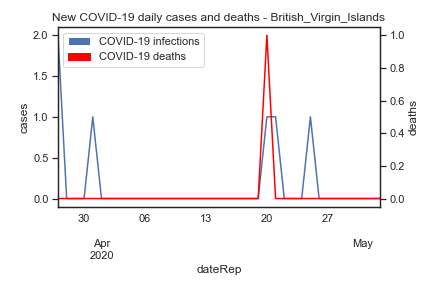 New COVID-19 daily cases and deaths - British_Virgin_Islands
COVID-19 infections
COVID-19 deaths
2.0
1.5
1.0
0.5
0.0
cases
1.0
0.8
0.6
0.4
0.2
0.0
deaths
30 06 13 20 27
Apr May
2020
dateRep